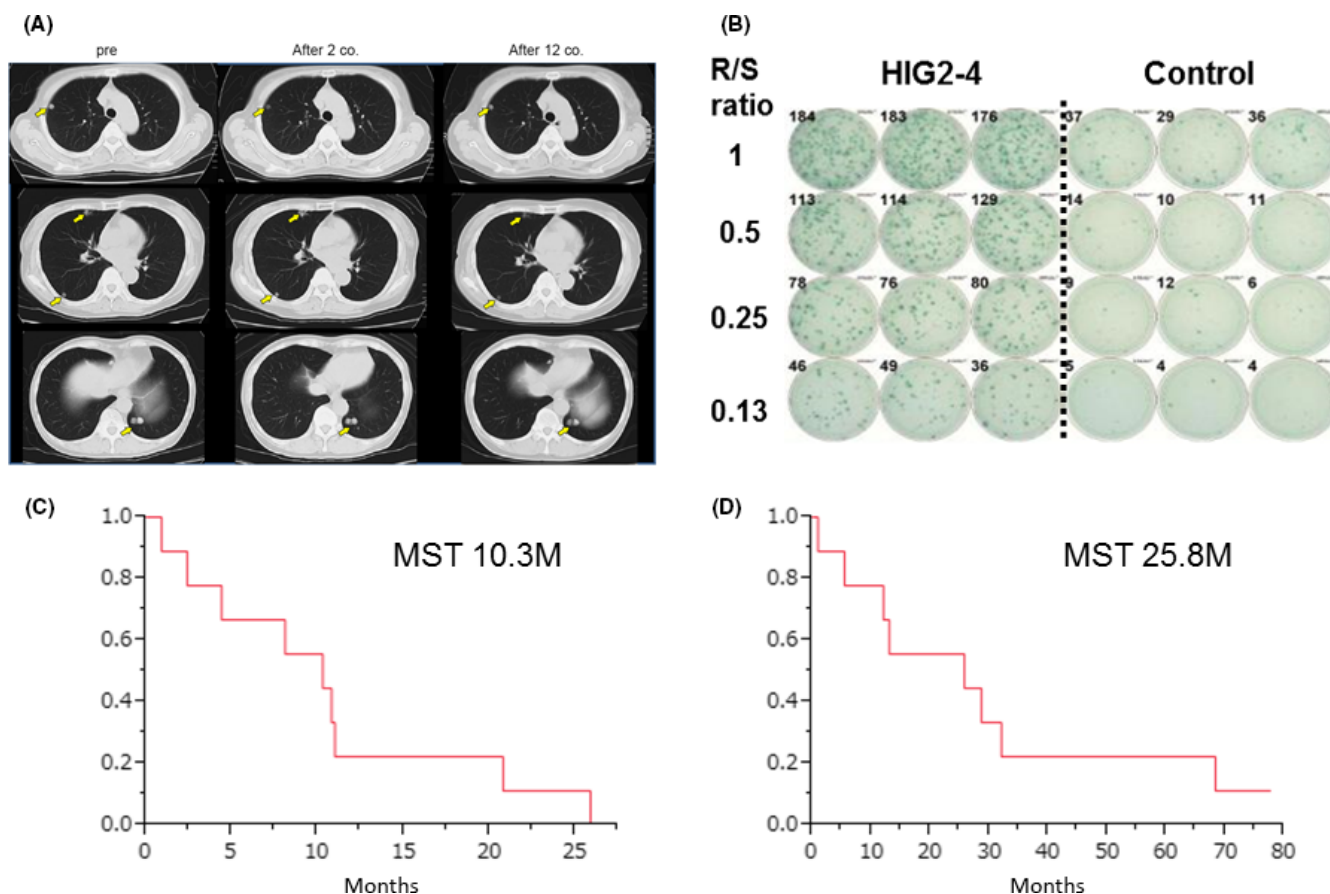 (A)
pre After 2 co. After 12 co.
(B)
R/S ratio HIG2-4 Control
1 184 183 176 37 29 36
0.5 113 114 129 14 10 11
0.25 78 76 80 9 12 6
0.13 46 49 36 5 4 4
(C)
MST 10.3M
1.0
0.8
0.6
0.4
0.2
0.0
0 5 10 15 20 25
Months
(D)
MST 25.8M
1.0
0.8
0.6
0.4
0.2
0.0
0 10 20 30 40 50 60 70 80
Months